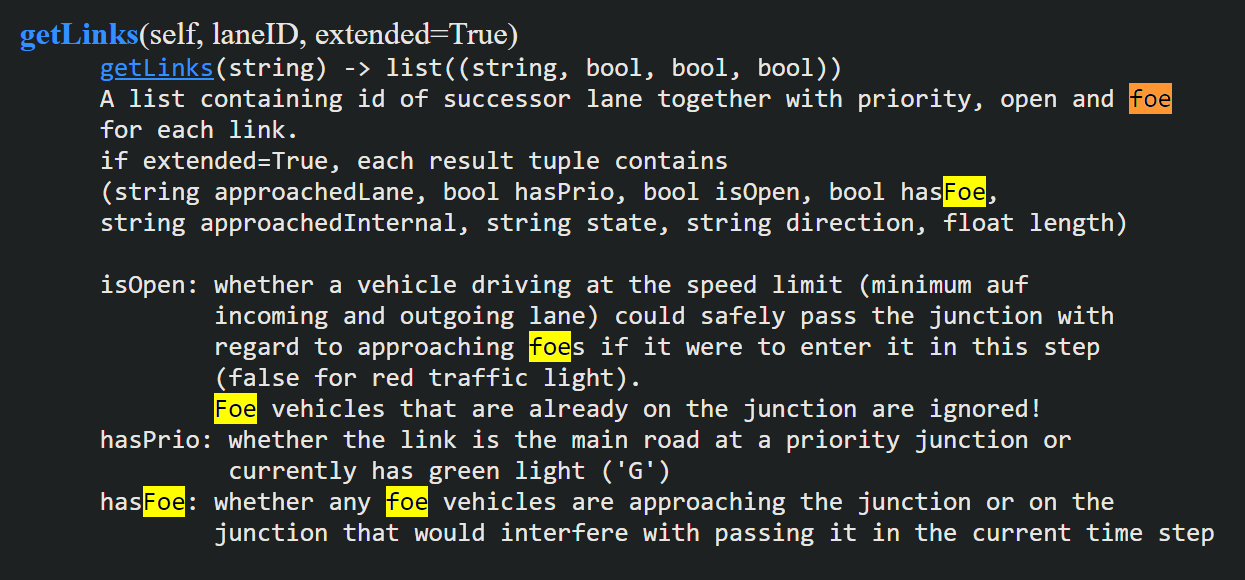 getLinks(self, laneID, extended=True)
getLinks(string) -> list((string, bool, bool, bool))
A list containing id of successor lane together with priority, open and foe
for each link.
if extended=True, each result tuple contains
(string approachedLane, bool hasPrio, bool isOpen, bool hasFoe,
string approachedInternal, string state, string direction, float length)
isOpen: whether a vehicle driving at the speed limit (minimum auf
incoming and outgoing lane) could safely pass the junction with
regard to approaching foes if it were to enter it in this step
(false for red traffic light).
Foe vehicles that are already on the junction are ignored!
hasPrio: whether the link is the main road at a priority junction or
currently has green light ('G')
hasFoe: whether any foe vehicles are approaching the junction or on the
junction that would interfere with passing it in the current time step